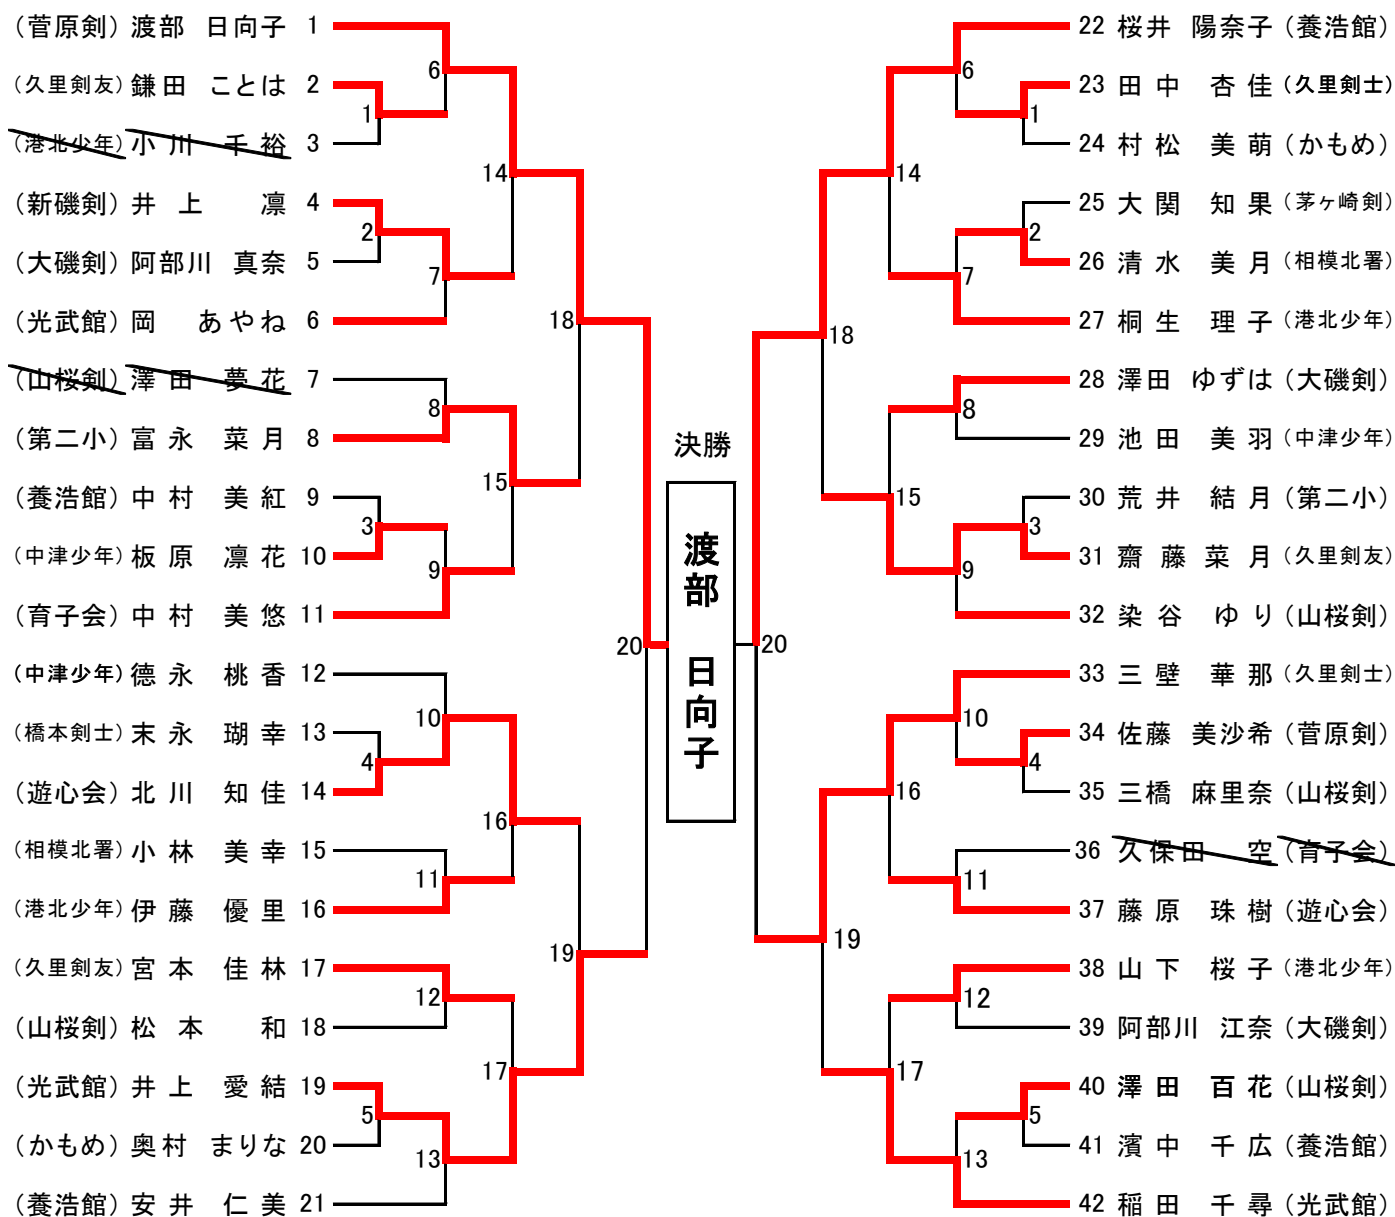 (菅原剣) 渡部 日向子 1
(久里剣友) 鎌田 ことは 2
(港北少年) 小川 千裕 3
(新磯剣) 井上 凛 4
(大磯剣) 阿部川 真奈 5
(光武館) 岡 あやね 6
(山桜剣) 澤田 夢花 7
(第二小) 富永 菜月 8
(養浩館) 中村 美紅 9
(中津少年) 板原 凛花 10
(育子会) 中村 美悠 11
(中津少年) 德永 桃香 12
(橋本剣士) 末永 瑚幸 13
(遊心会) 北川 知佳 14
(相模北署) 小林 美幸 15
(港北少年) 伊藤 優里 16
(久里剣友) 宮本 佳林 17
(山桜剣) 松本 和 18
(光武館) 井上 愛結 19
(かもめ) 奥村 まりな 20
(養浩館) 安井 仁美 21
1
2
3
4
5
6
7
8
9
10
11
12
13
14
15
16
17
18
19
20
決勝
渡部 日向子
20
18
19
14
15
16
17
6
7
8
9
10
11
12
13
1
2
3
4
5
22 桜井 陽奈子 (養浩館)
23 田中 杏佳 (久里剣士)
24 村松 美萌 (かもめ)
25 大関 知果 (茅ヶ崎剣)
26 清水 美月 (相模北署)
27 桐生 理子 (港北少年)
28 澤田 ゆずは (大磯剣)
29 池田 美羽 (中津少年)
30 荒井 結月 (第二小)
31 齋藤 菜月 (久里剣友)
32 染谷 ゆり (山桜剣)
33 三壁 華那 (久里剣士)
34 佐藤 美沙希 (菅原剣)
35 三橋 麻里奈 (山桜剣)
36 久保田 空 (育子会)
37 藤原 珠樹 (遊心会)
38 山下 桜子 (港北少年)
39 阿部川 江奈 (大磯剣)
40 澤田 百花 (山桜剣)
41 濱中 千広 (養浩館)
42 稲田 千尋 (光武館)